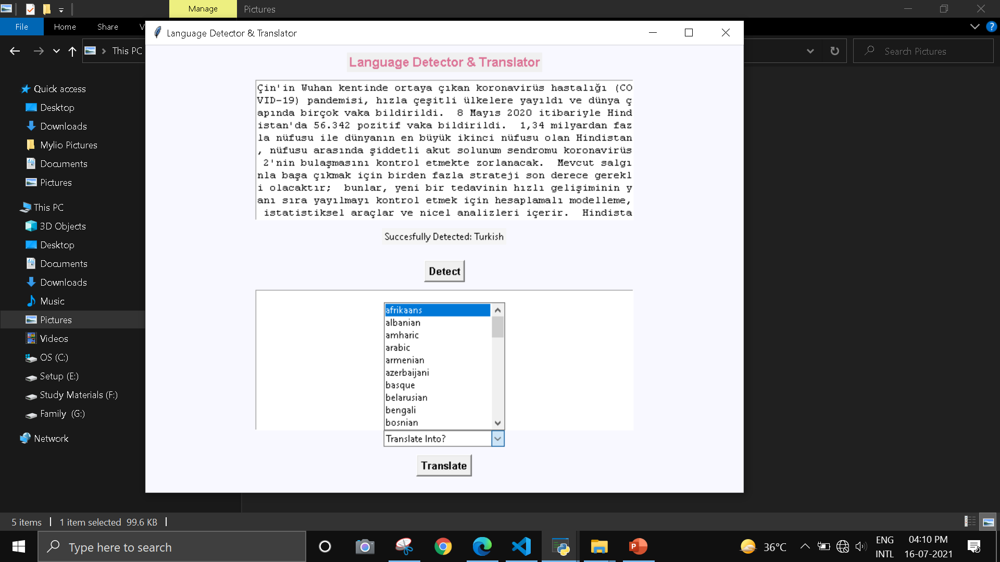 Manage
Pictures
File
Home
Share
V
This PC
Search Pictures
Language Detector & Translator
Language Detector & Translator
Çin'in Wuhan kentinde ortaya çıkan koronavirüs hastalığı (CO
VID-19) pandemisi, hızla çeşitli ülkelere yayıldı ve dünya ç
apında birçok vaka bildirildi.  8 Mayıs 2020 itibariyle Hind
istan'da 56.342 pozitif vaka bildirildi.  1,34 milyardan faz
la nüfusu ile dünyanın en büyük ikinci nüfusu olan Hindistan
, nüfusu arasında şiddetli akut solunum sendromu koronavirüs
2'nin bulaşmasını kontrol etmekte zorlanacak.  Mevcut salgı
nla başa çıkmak için birden fazla strateji son derece gerekl
i olacaktır;  bunlar, yeni bir tedavinin hızlı gelişiminin y
anı sıra yayılmayı kontrol etmek için hesaplamalı modelleme,
istatistiksel araçlar ve nicel analizleri içerir.  Hindista
Succesfully Detected: Turkish
Detect
afrikaans
albanian
amharic
arabic
armenian
azerbaijani
basque
belarusian
bengali
bosnian
Translate Into?
Translate
Quick access
Desktop
Downloads
Mylio Pictures
Documents
Pictures
This PC
3D Objects
Desktop
Documents
Downloads
Music
Pictures
Videos
OS (C:)
Setup (E:)
Study Materials (F:)
Family  (G:)
Network
5 items
1 item selected  99.6 KB
Type here to search
36°C
ENG
INTL
04:10 PM
16-07-2021